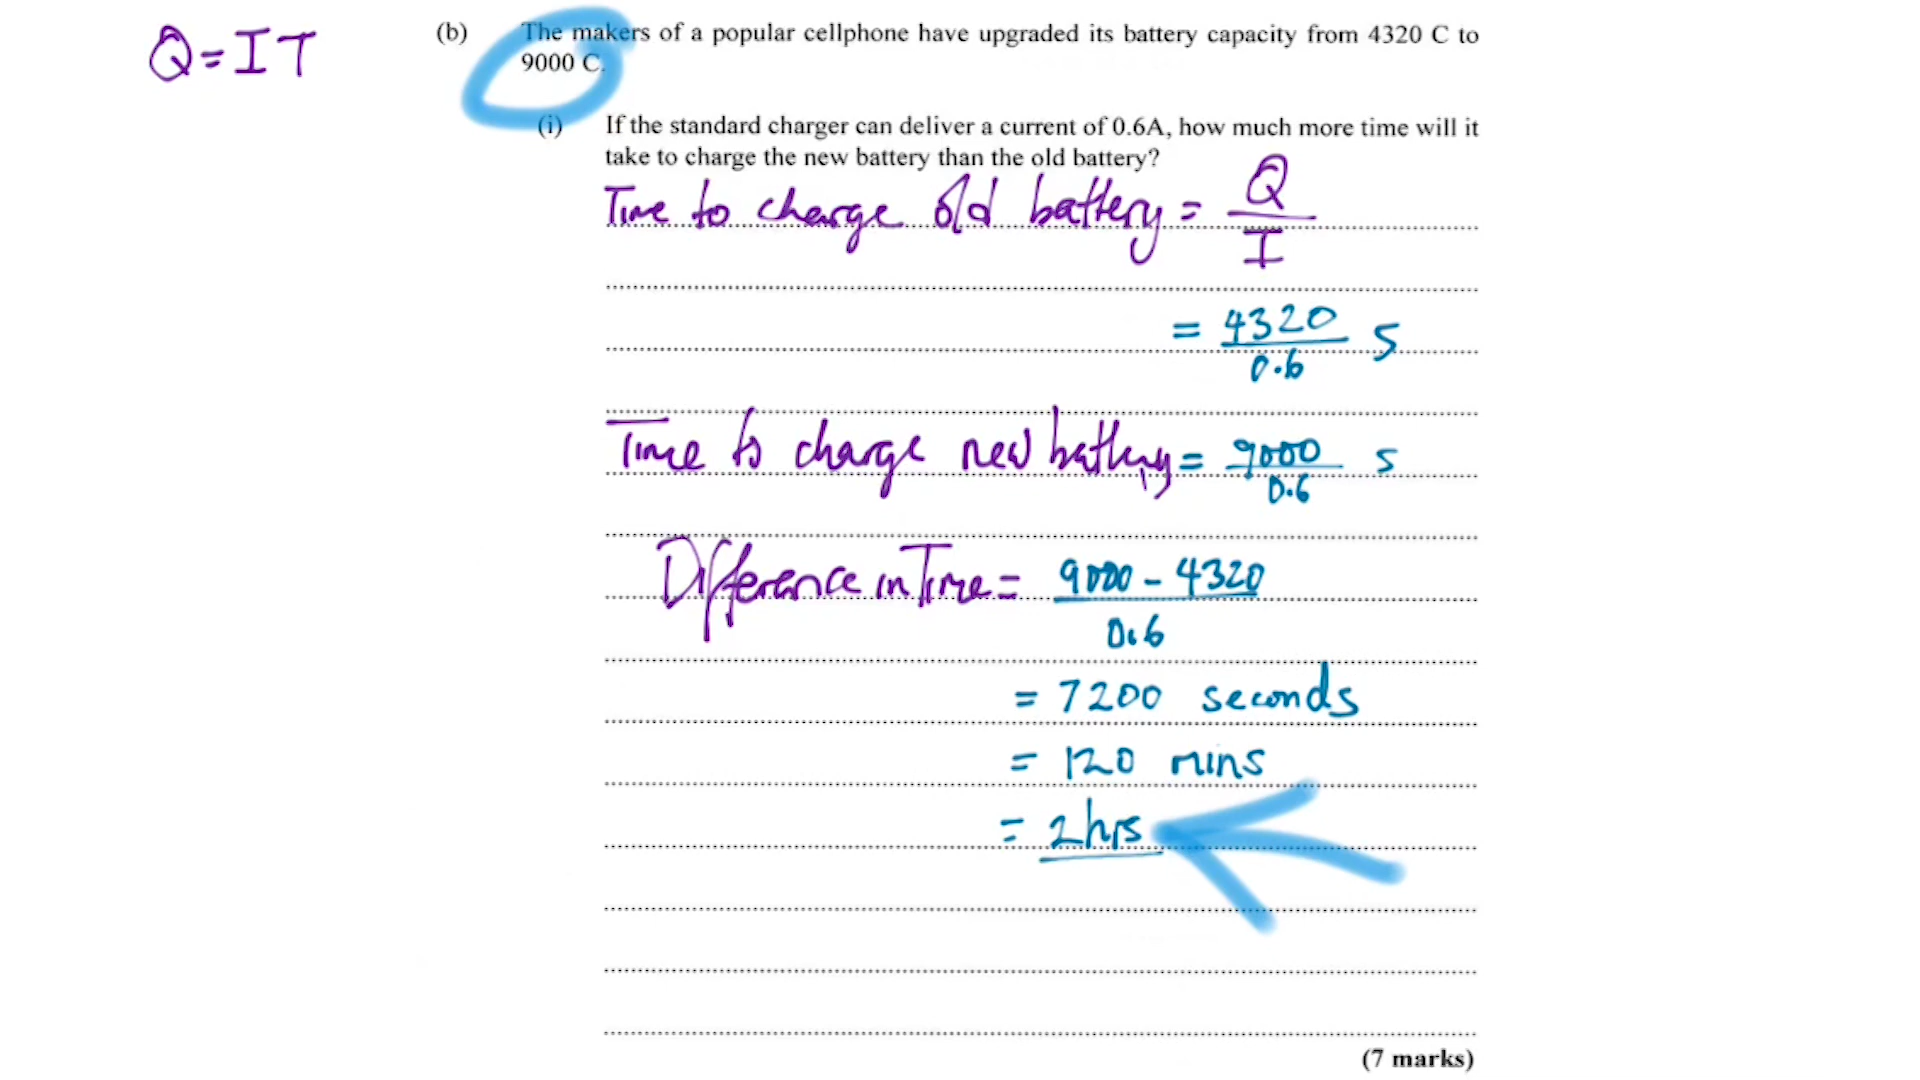 Q = IT
(b) The makers of a popular cellphone have upgraded its battery capacity from 4320 C to
9000 C.
(i) If the standard charger can deliver a current of 0.6A, how much more time will it
take to charge the new battery than the old battery?
Time to charge old battery = Q
I
= 4320 s
0.6
Time to charge new battery = 9000 s
0.6
Difference in Time = 9000 - 4320
0.6
= 7200 seconds
= 120 mins
= 2hrs
(7 marks)